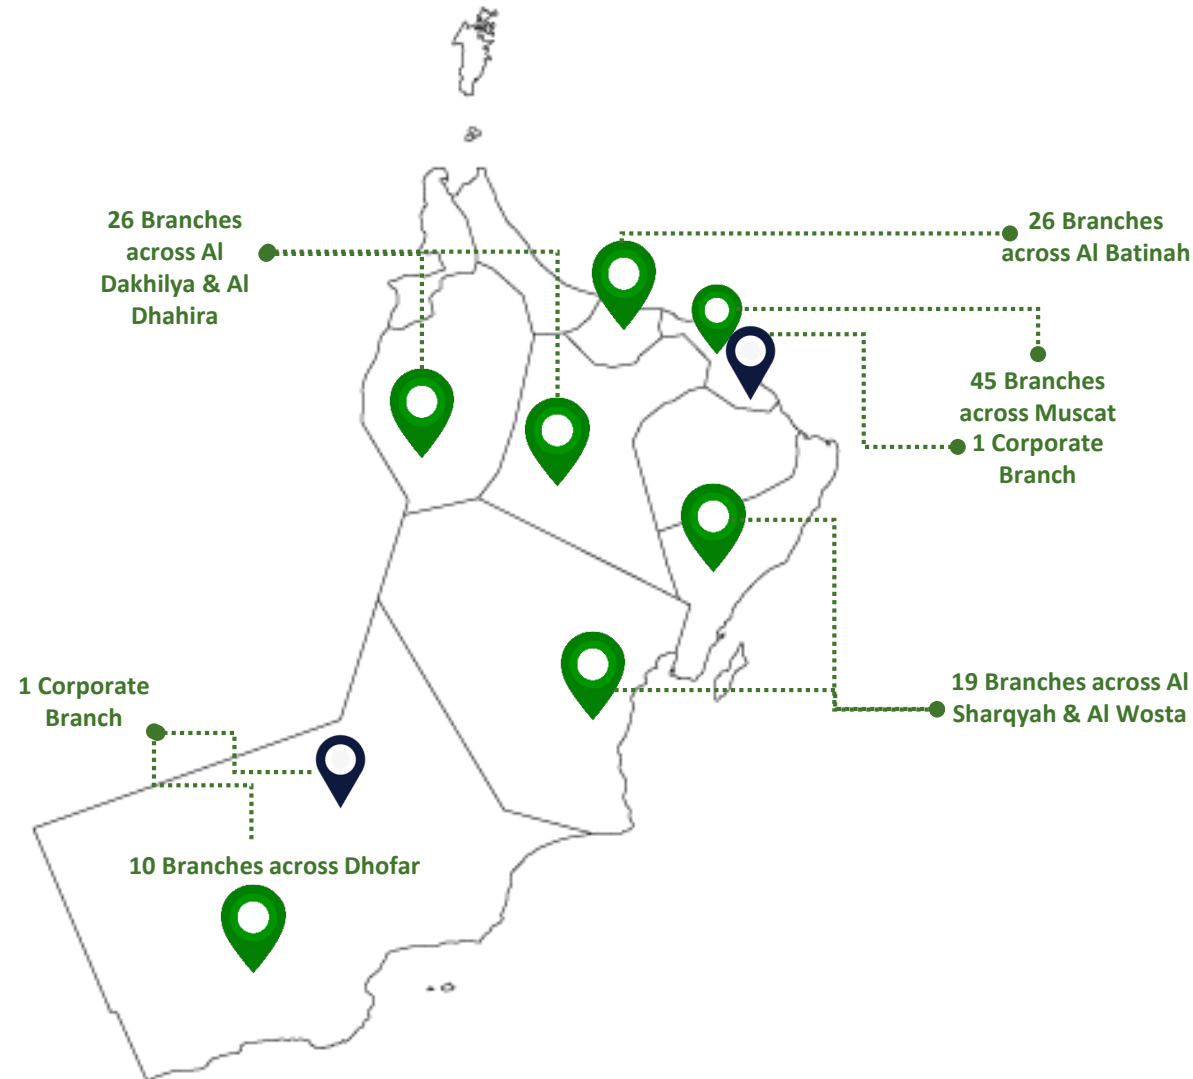 26 Branches
across Al
Dakhilya & Al
Dhahira
26 Branches
across Al Batinah
45 Branches
across Muscat
1 Corporate
Branch
19 Branches across Al
Sharqyah & Al Wosta
1 Corporate
Branch
10 Branches across Dhofar